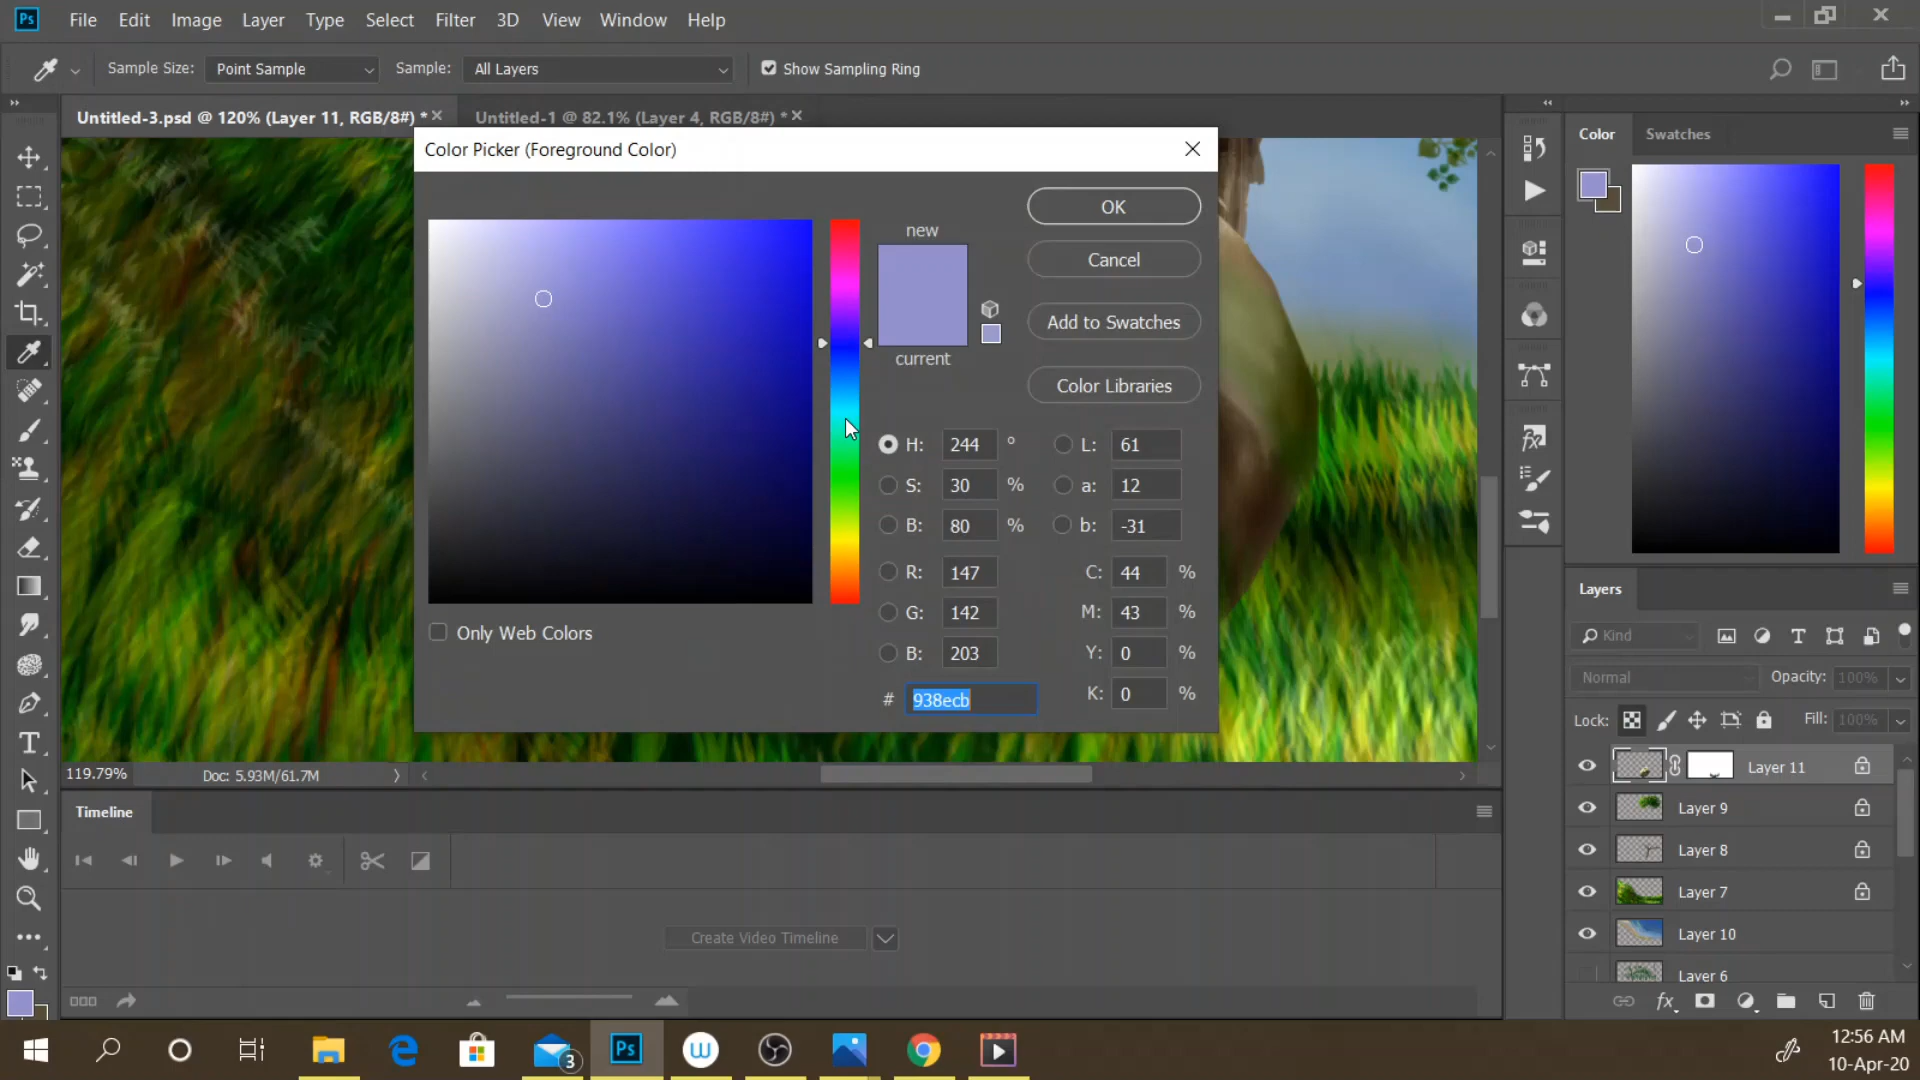 Ps File Edit Image Layer Type Select Filter 3D View Window Help
Sample Size: Point Sample Sample: All Layers Show Sampling Ring
Untitled-3.psd @ 120% (Layer 11, RGB/8#) * × Untitled-1 @ 82.1% (Layer 4, RGB/8#) * ×
Color Swatches
Color Picker (Foreground Color)
new
current
OK
Cancel
Add to Swatches
Color Libraries
H: 244 ° L: 61
S: 30 % a: 12
B: 80 % b: -31
R: 147 C: 44 %
G: 142 M: 43 %
B: 203 Y: 0 %
# 938ecb K: 0 %
Only Web Colors
Layers
Kind
Normal Opacity: 100%
Lock: Fill: 100%
Layer 11
Layer 9
Layer 8
Layer 7
Layer 10
Layer 6
fx
119.79% Doc: 5.93M/61.7M
Timeline
Create Video Timeline
3
Ps
12:56 AM
10-Apr-20